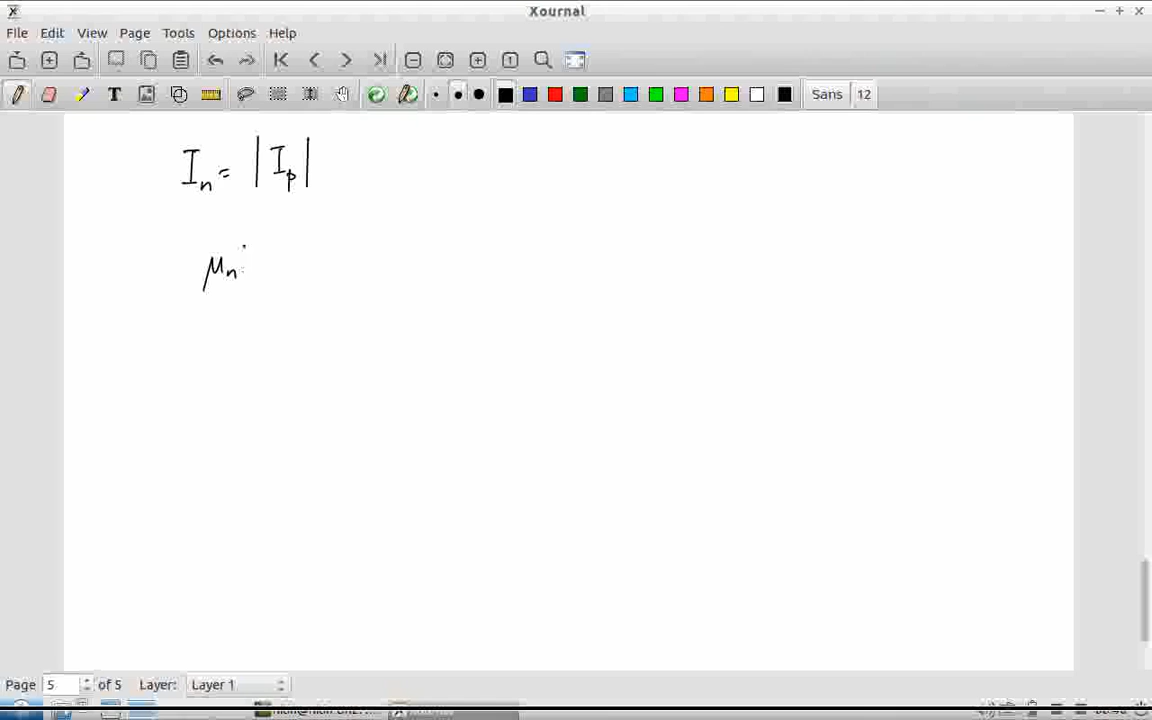 Xournal
File Edit View Page Tools Options Help
Sans 12
Iₙ = |Iₚ|
μₙ
Page 5 of 5 Layer: Layer 1